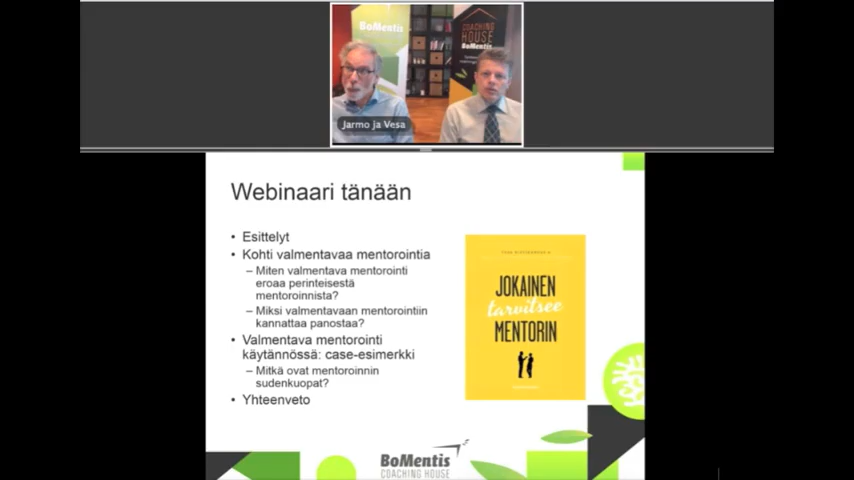 BoMentis
COACHING
HOUSE
BoMentis
Jarmo ja Vesa
Webinaari tänään
• Esittelyt
• Kohti valmentavaa mentorointia
– Miten valmentava mentorointi
eroaa perinteisestä
mentoroinnista?
– Miksi valmentavaan mentorointiin
kannattaa panostaa?
• Valmentava mentorointi
käytännössä: case-esimerkki
– Mitkä ovat mentoroinnin
sudenkuopat?
• Yhteenveto
JOKAINEN
tarvitsee
MENTORIN
BoMentis
COACHING HOUSE